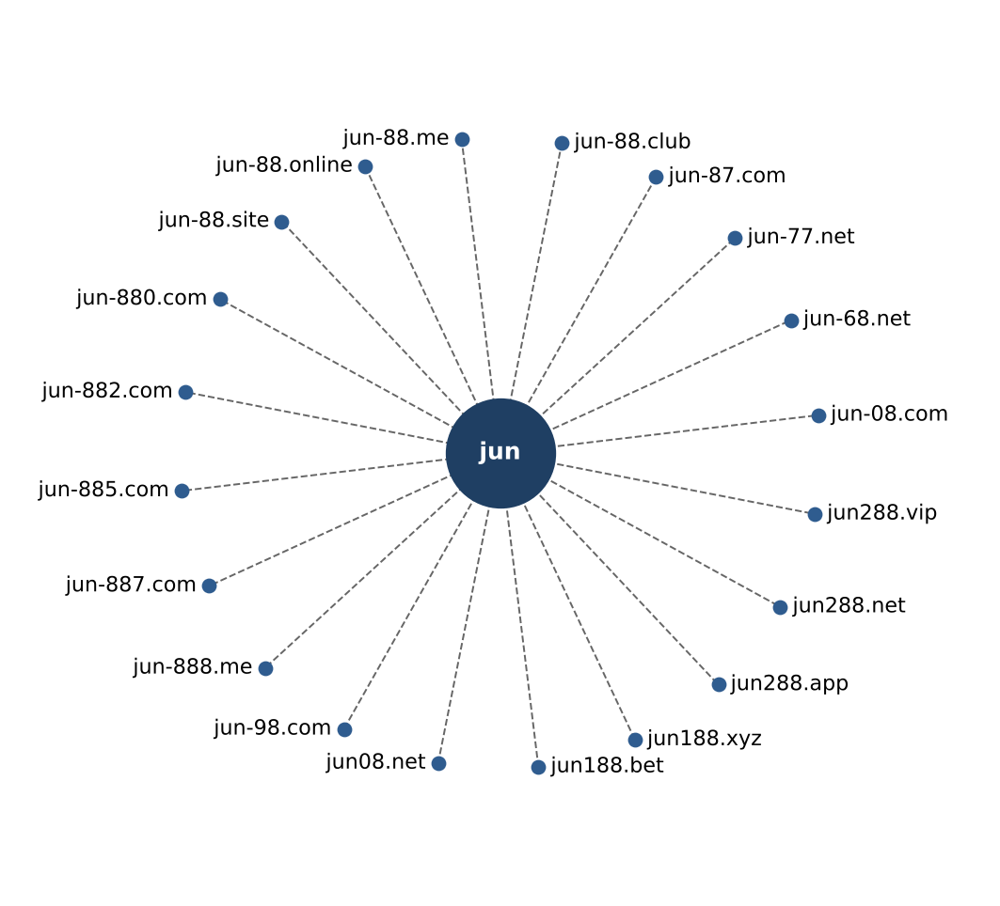 jun-88.me
jun-88.club
jun-88.online
jun-87.com
jun-88.site
jun-77.net
jun-880.com
jun-68.net
jun-882.com
jun-08.com
jun
jun-885.com
jun288.vip
jun-887.com
jun288.net
jun-888.me
jun288.app
jun-98.com
jun188.xyz
jun08.net
jun188.bet